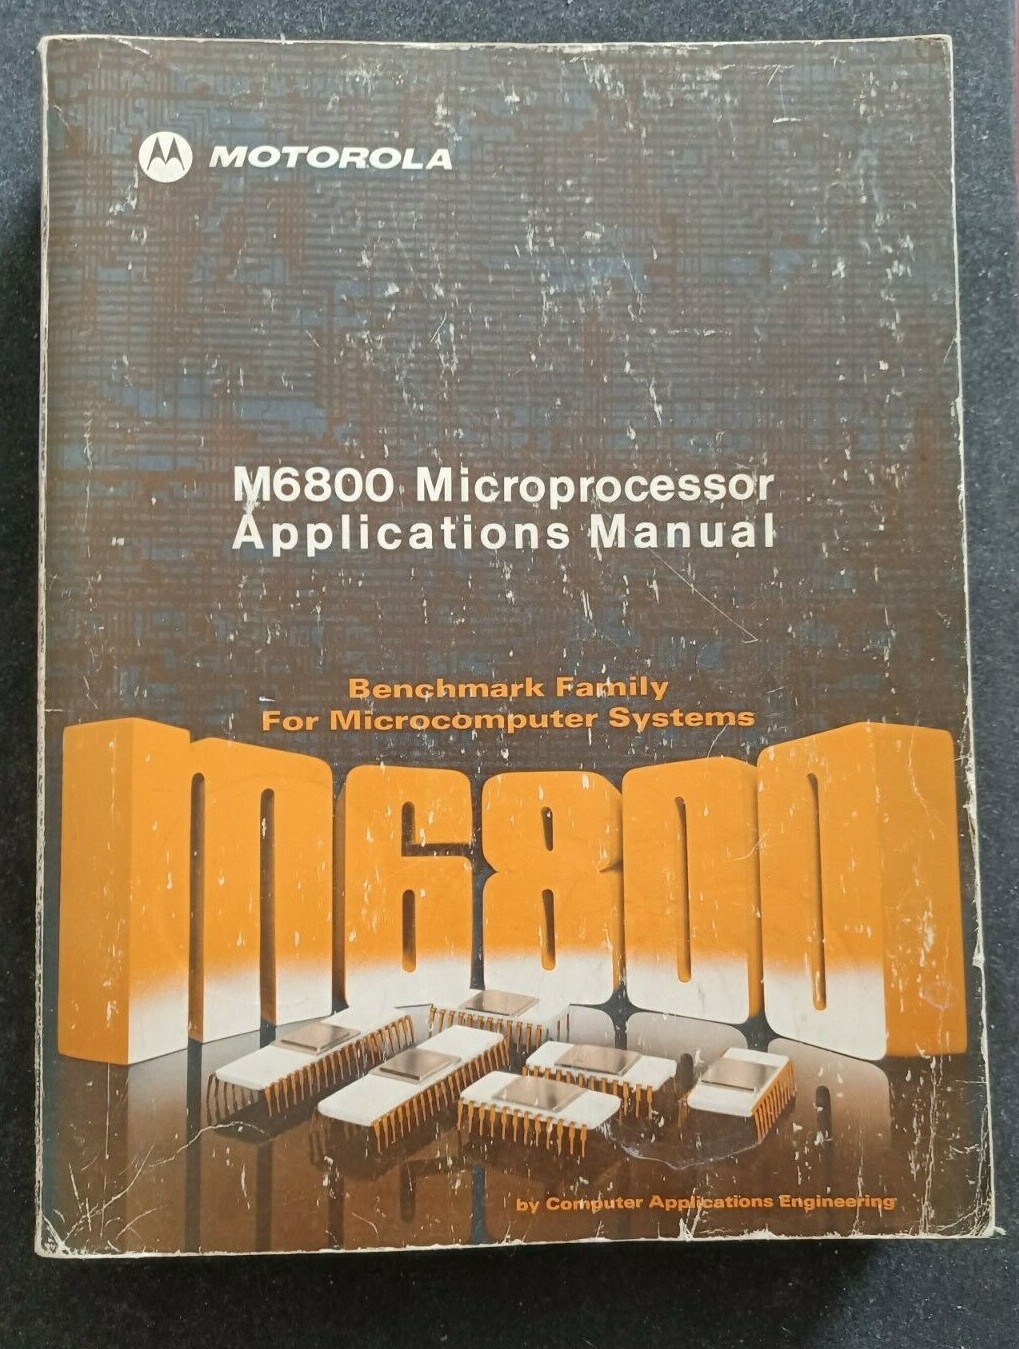 MOTOROLA
M6800 Microprocessor
Applications Manual
Benchmark Family
For Microcomputer Systems
m6800
by Computer Applications Engineering